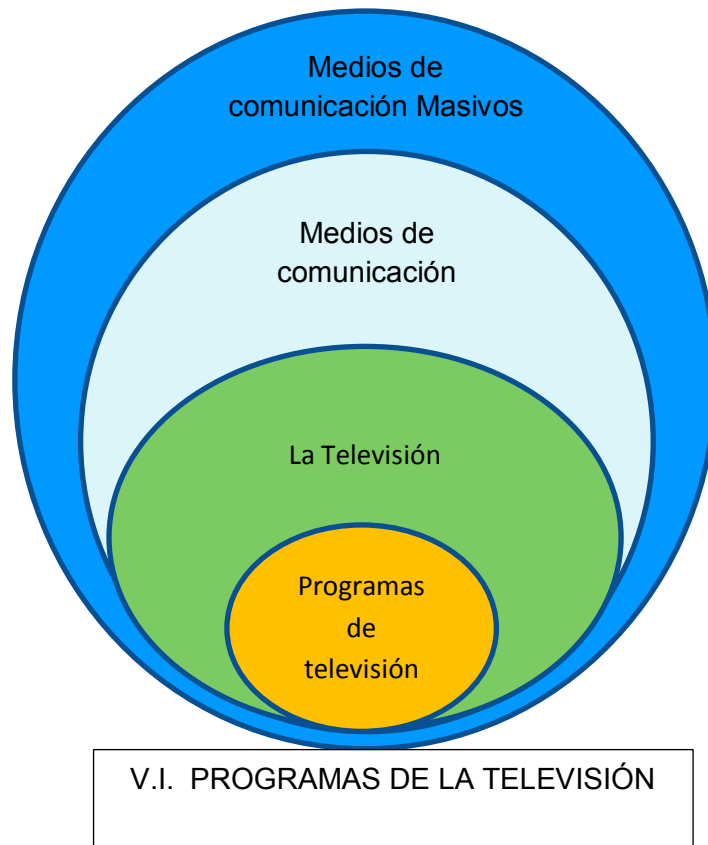 Medios de
comunicación Masivos
Medios de
comunicación
La Televisión
Programas
de
televisión
V.I. PROGRAMAS DE LA TELEVISIÓN